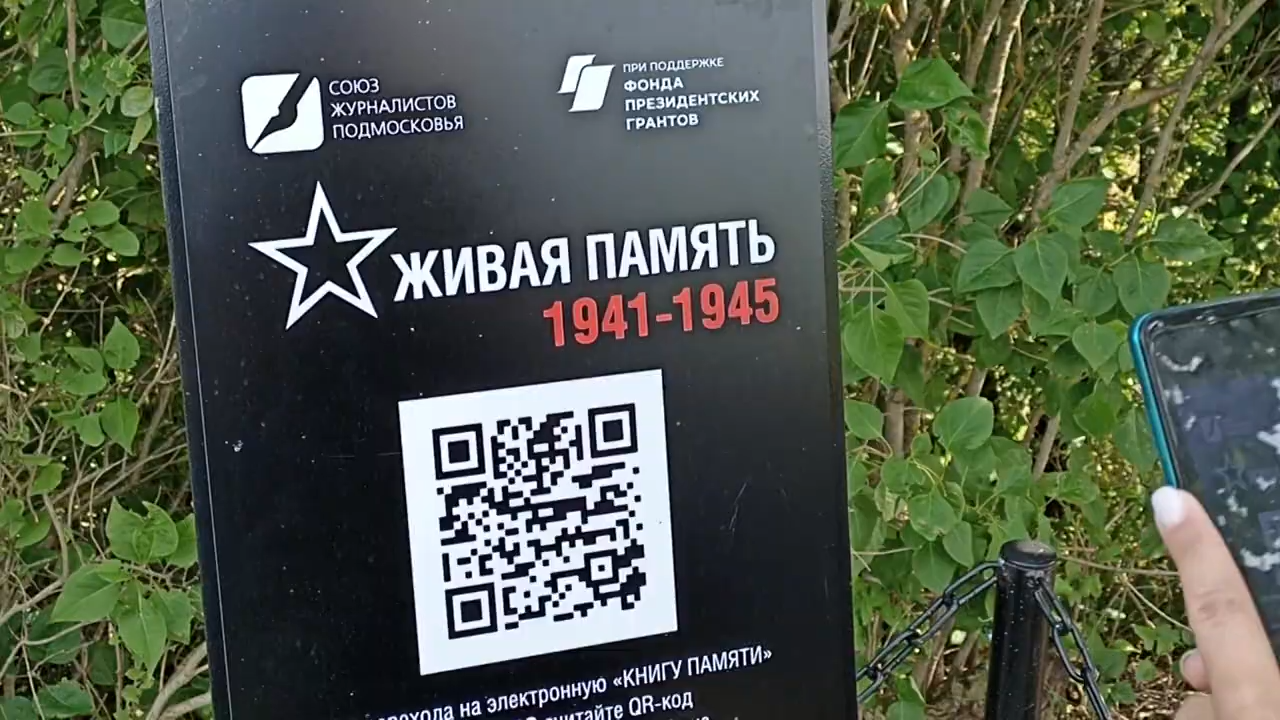 СОЮЗ
ЖУРНАЛИСТОВ
ПОДМОСКОВЬЯ
ПРИ ПОДДЕРЖКЕ
ФОНДА
ПРЕЗИДЕНТСКИХ
ГРАНТОВ
ЖИВАЯ ПАМЯТЬ
1941-1945
на электронную «КНИГУ ПАМЯТИ»
считайте QR-код